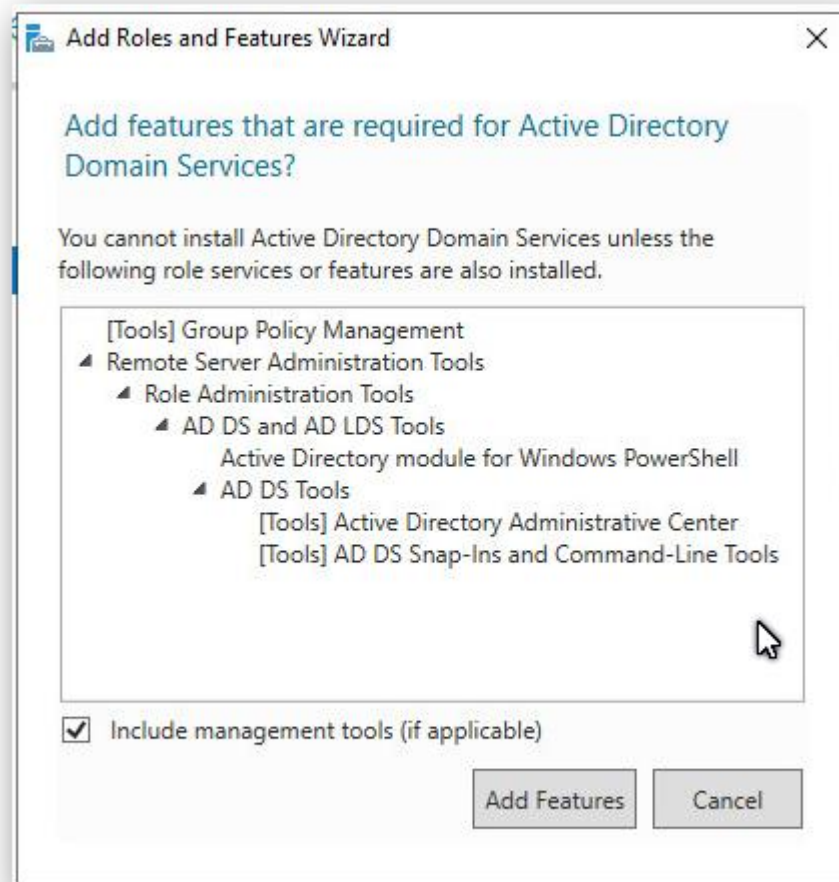 Add Roles and Features Wizard
Add features that are required for Active Directory
Domain Services?
You cannot install Active Directory Domain Services unless the
following role services or features are also installed.
[Tools] Group Policy Management
Remote Server Administration Tools
Role Administration Tools
AD DS and AD LDS Tools
Active Directory module for Windows PowerShell
AD DS Tools
[Tools] Active Directory Administrative Center
[Tools] AD DS Snap-Ins and Command-Line Tools
Include management tools (if applicable)
Add Features
Cancel